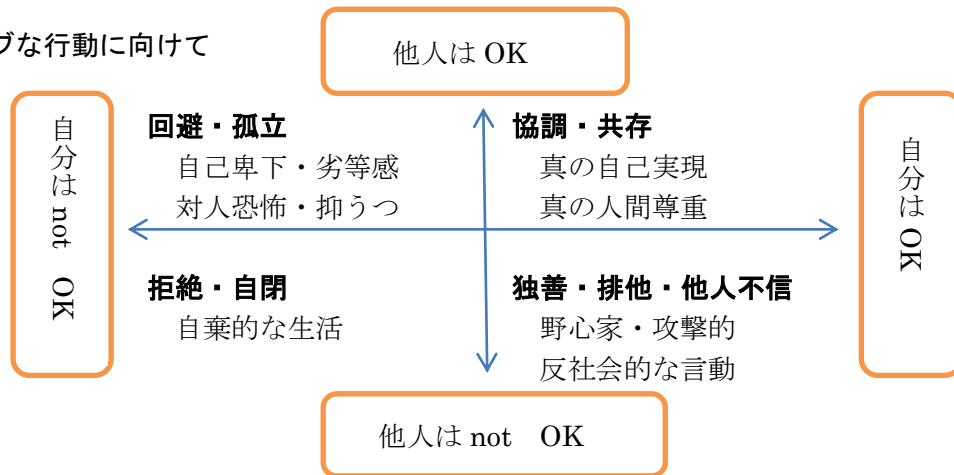 ブな行動に向けて
他人は OK
自分は not OK
回避・孤立
自己卑下・劣等感
対人恐怖・抑うつ
協調・共存
真の自己実現
真の人間尊重
自分は OK
拒絶・自閉
自棄的な生活
独善・排他・他人不信
野心家・攻撃的
反社会的な言動
他人は not OK